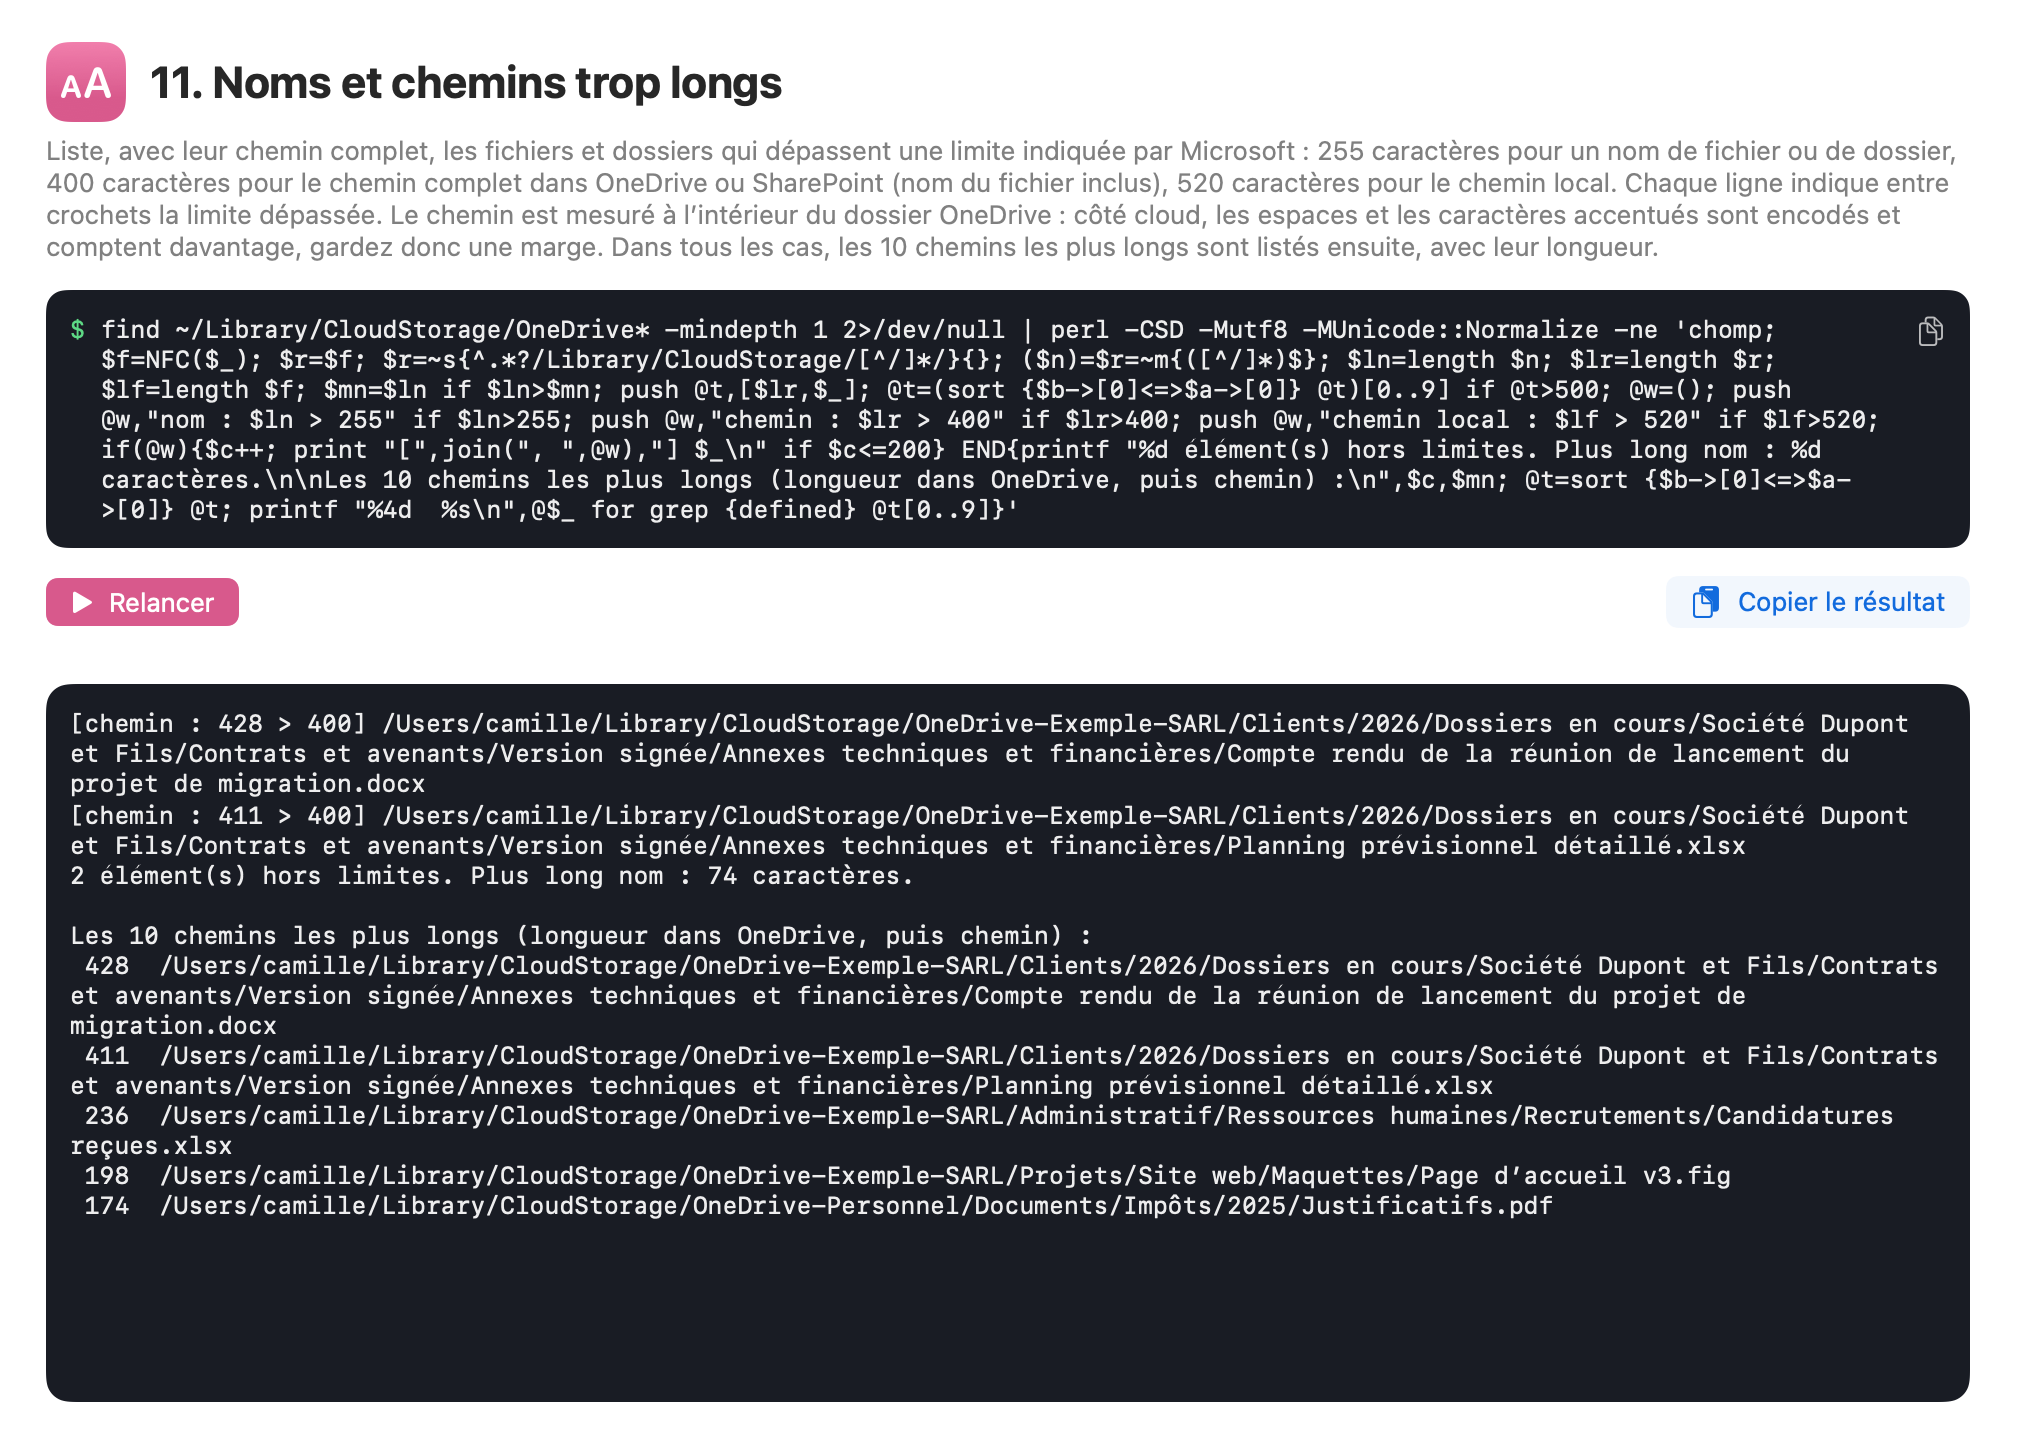 AA
11. Noms et chemins trop longs
Liste, avec leur chemin complet, les fichiers et dossiers qui dépassent une limite indiquée par Microsoft : 255 caractères pour un nom de fichier ou de dossier,
400 caractères pour le chemin complet dans OneDrive ou SharePoint (nom du fichier inclus), 520 caractères pour le chemin local. Chaque ligne indique entre
crochets la limite dépassée. Le chemin est mesuré à l’intérieur du dossier OneDrive : côté cloud, les espaces et les caractères accentués sont encodés et
comptent davantage, gardez donc une marge. Dans tous les cas, les 10 chemins les plus longs sont listés ensuite, avec leur longueur.
$ find ~/Library/CloudStorage/OneDrive* -mindepth 1 2>/dev/null | perl -CSD -Mutf8 -MUnicode::Normalize -ne 'chomp;
$f=NFC($_); $r=$f; $r=~s{^.*?/Library/CloudStorage/[^/]*/}{}; ($n)=$r=~m{([^/]*)$}; $ln=length $n; $lr=length $r;
$lf=length $f; $mn=$ln if $ln>$mn; push @t,[$lr,$_]; @t=(sort {$b->[0]<=>$a->[0]} @t)[0..9] if @t>500; @w=(); push
@w,"nom : $ln > 255" if $ln>255; push @w,"chemin : $lr > 400" if $lr>400; push @w,"chemin local : $lf > 520" if $lf>520;
if(@w){$c++; print "[",join(", ",@w),"] $_\n" if $c<=200} END{printf "%d élément(s) hors limites. Plus long nom : %d
caractères.\n\nLes 10 chemins les plus longs (longueur dans OneDrive, puis chemin) :\n",$c,$mn; @t=sort {$b->[0]<=>$a-
>[0]} @t; printf "%4d  %s\n",@$_ for grep {defined} @t[0..9]}'
Relancer
Copier le résultat
[chemin : 428 > 400] /Users/camille/Library/CloudStorage/OneDrive-Exemple-SARL/Clients/2026/Dossiers en cours/Société Dupont
et Fils/Contrats et avenants/Version signée/Annexes techniques et financières/Compte rendu de la réunion de lancement du
projet de migration.docx
[chemin : 411 > 400] /Users/camille/Library/CloudStorage/OneDrive-Exemple-SARL/Clients/2026/Dossiers en cours/Société Dupont
et Fils/Contrats et avenants/Version signée/Annexes techniques et financières/Planning prévisionnel détaillé.xlsx
2 élément(s) hors limites. Plus long nom : 74 caractères.
Les 10 chemins les plus longs (longueur dans OneDrive, puis chemin) :
428  /Users/camille/Library/CloudStorage/OneDrive-Exemple-SARL/Clients/2026/Dossiers en cours/Société Dupont et Fils/Contrats
et avenants/Version signée/Annexes techniques et financières/Compte rendu de la réunion de lancement du projet de
migration.docx
411  /Users/camille/Library/CloudStorage/OneDrive-Exemple-SARL/Clients/2026/Dossiers en cours/Société Dupont et Fils/Contrats
et avenants/Version signée/Annexes techniques et financières/Planning prévisionnel détaillé.xlsx
236  /Users/camille/Library/CloudStorage/OneDrive-Exemple-SARL/Administratif/Ressources humaines/Recrutements/Candidatures
reçues.xlsx
198  /Users/camille/Library/CloudStorage/OneDrive-Exemple-SARL/Projets/Site web/Maquettes/Page d’accueil v3.fig
174  /Users/camille/Library/CloudStorage/OneDrive-Personnel/Documents/Impôts/2025/Justificatifs.pdf